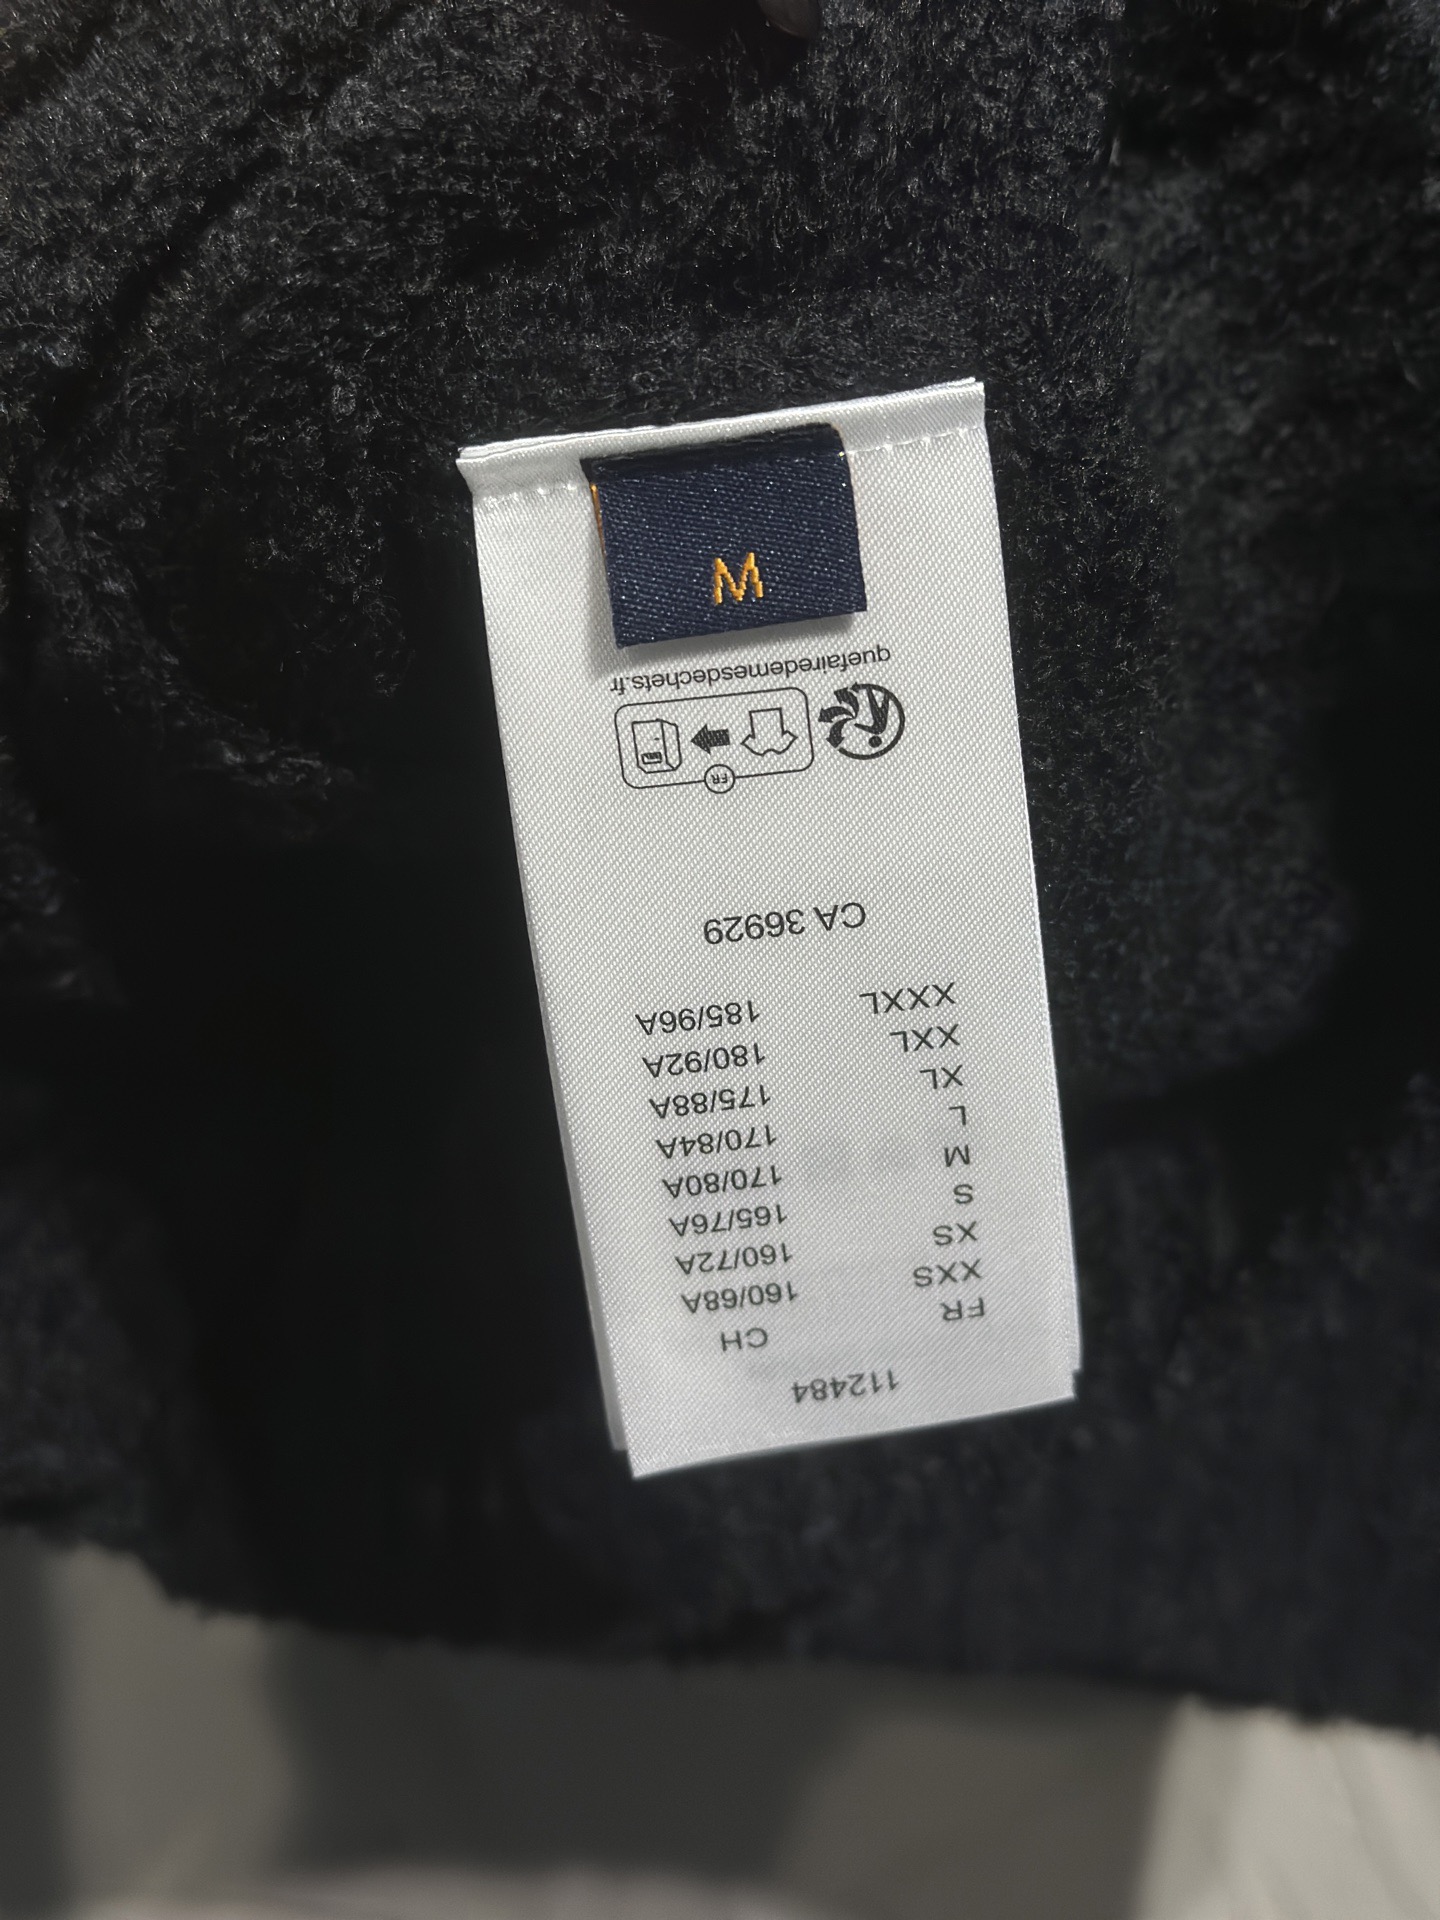 M
112484
FR CH
XXS 160/68A
XS 160/72A
S 165/76A
M 170/80A
L 170/84A
XL 175/88A
XXL 180/92A
XXXL 185/96A
CA 36929
FR
quefairedemesdechets.fr